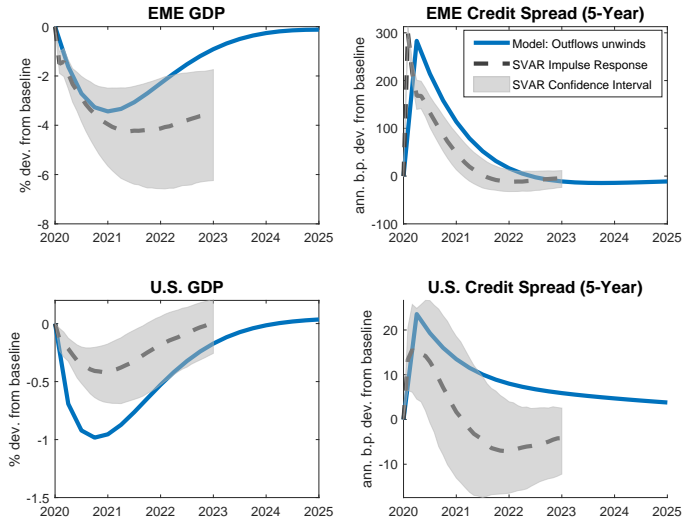 EME GDP
% dev. from baseline
0
-2
-4
-6
-8
2020 2021 2022 2023 2024 2025
EME Credit Spread (5-Year)
ann. b.p. dev. from baseline
300
200
100
0
-100
2020 2021 2022 2023 2024 2025
Model: Outflows unwinds
SVAR Impulse Response
SVAR Confidence Interval
U.S. GDP
% dev. from baseline
0
-0.5
-1
-1.5
2020 2021 2022 2023 2024 2025
U.S. Credit Spread (5-Year)
ann. b.p. dev. from baseline
20
10
0
-10
2020 2021 2022 2023 2024 2025